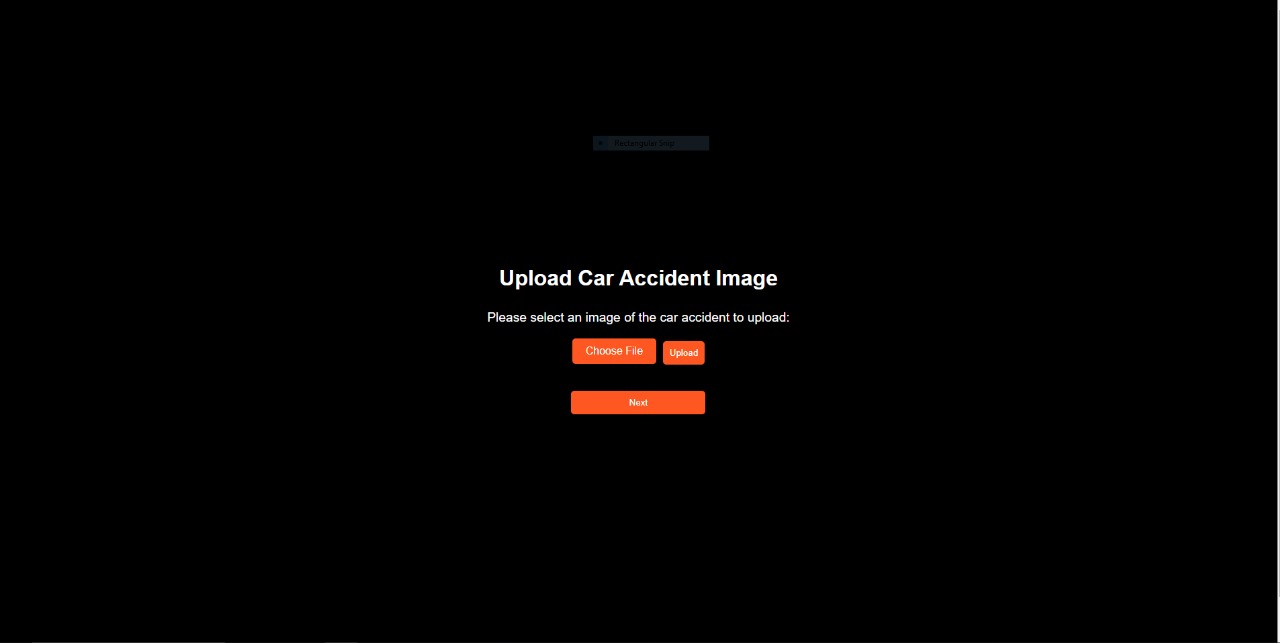 Rectangular Snip
Upload Car Accident Image
Please select an image of the car accident to upload:
Choose File Upload
Next